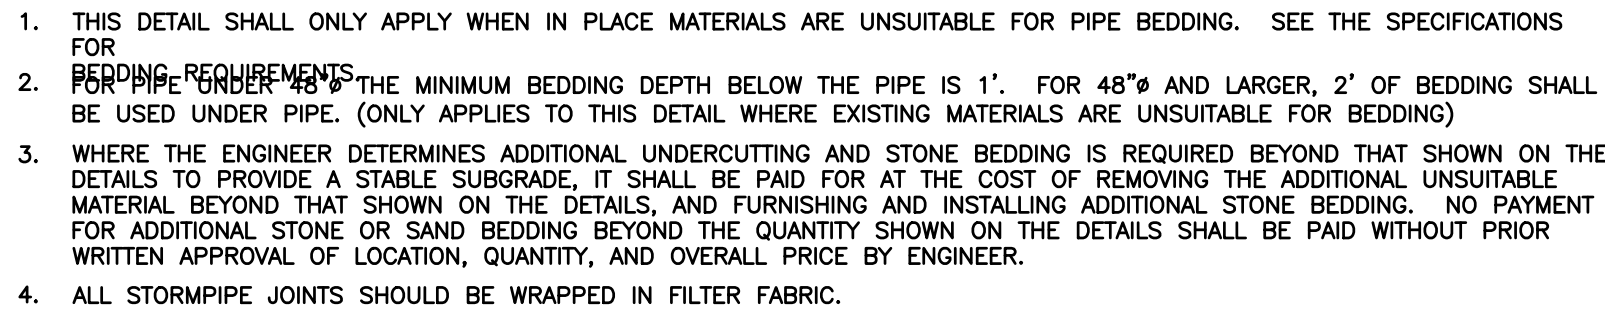 1. THIS DETAIL SHALL ONLY APPLY WHEN IN PLACE MATERIALS ARE UNSUITABLE FOR PIPE BEDDING. SEE THE SPECIFICATIONS
FOR
BEDDING REQUIREMENTS.
2. FOR PIPE UNDER 48"ø THE MINIMUM BEDDING DEPTH BELOW THE PIPE IS 1'. FOR 48"ø AND LARGER, 2' OF BEDDING SHALL
BE USED UNDER PIPE. (ONLY APPLIES TO THIS DETAIL WHERE EXISTING MATERIALS ARE UNSUITABLE FOR BEDDING)
3. WHERE THE ENGINEER DETERMINES ADDITIONAL UNDERCUTTING AND STONE BEDDING IS REQUIRED BEYOND THAT SHOWN ON THE
DETAILS TO PROVIDE A STABLE SUBGRADE, IT SHALL BE PAID FOR AT THE COST OF REMOVING THE ADDITIONAL UNSUITABLE
MATERIAL BEYOND THAT SHOWN ON THE DETAILS, AND FURNISHING AND INSTALLING ADDITIONAL STONE BEDDING. NO PAYMENT
FOR ADDITIONAL STONE OR SAND BEDDING BEYOND THE QUANTITY SHOWN ON THE DETAILS SHALL BE PAID WITHOUT PRIOR
WRITTEN APPROVAL OF LOCATION, QUANTITY, AND OVERALL PRICE BY ENGINEER.
4. ALL STORMPIPE JOINTS SHOULD BE WRAPPED IN FILTER FABRIC.